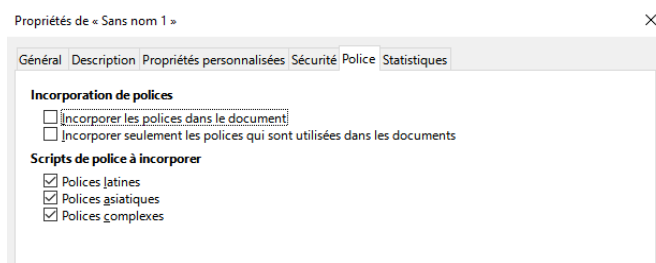 Propriétés de « Sans nom 1 »
Général Description Propriétés personnalisées Sécurité Police Statistiques
Incorporation de polices
Incorporer les polices dans le document
Incorporer seulement les polices qui sont utilisées dans les documents
Scripts de police à incorporer
Polices latines
Polices asiatiques
Polices complexes